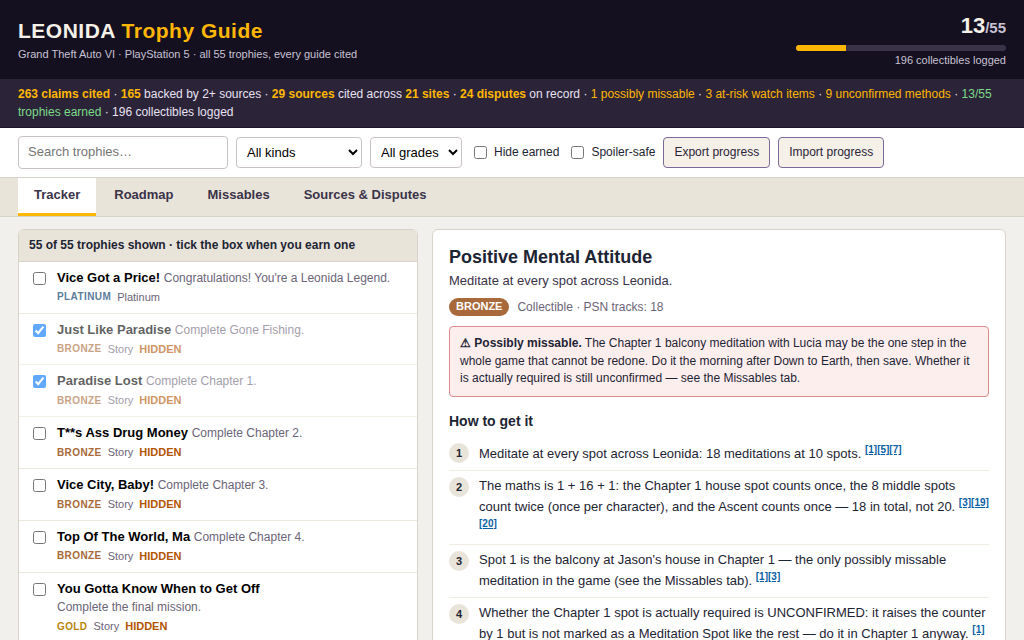 LEONIDA Trophy Guide
Grand Theft Auto VI · PlayStation 5 · all 55 trophies, every guide cited
13/55
196 collectibles logged
263 claims cited · 165 backed by 2+ sources · 29 sources cited across 21 sites · 24 disputes on record · 1 possibly missable · 3 at-risk watch items · 9 unconfirmed methods · 13/55
trophies earned · 196 collectibles logged
Search trophies…
All kinds
All grades
Hide earned
Spoiler-safe
Export progress
Import progress
Tracker
Roadmap
Missables
Sources & Disputes
55 of 55 trophies shown · tick the box when you earn one
Vice Got a Price! Congratulations! You're a Leonida Legend.
PLATINUM Platinum
Just Like Paradise Complete Gone Fishing.
BRONZE Story HIDDEN
Paradise Lost Complete Chapter 1.
BRONZE Story HIDDEN
T**s Ass Drug Money Complete Chapter 2.
BRONZE Story HIDDEN
Vice City, Baby! Complete Chapter 3.
BRONZE Story HIDDEN
Top Of The World, Ma Complete Chapter 4.
BRONZE Story HIDDEN
You Gotta Know When to Get Off
Complete the final mission.
GOLD Story HIDDEN
Positive Mental Attitude
Meditate at every spot across Leonida.
BRONZE Collectible · PSN tracks: 18
⚠ Possibly missable. The Chapter 1 balcony meditation with Lucia may be the one step in the
whole game that cannot be redone. Do it the morning after Down to Earth, then save. Whether it
is actually required is still unconfirmed — see the Missables tab.
How to get it
1 Meditate at every spot across Leonida: 18 meditations at 10 spots. [1][5][7]
2 The maths is 1 + 16 + 1: the Chapter 1 house spot counts once, the 8 middle spots
count twice (once per character), and the Ascent counts once — 18 in total, not 20. [3][19]
[20]
3 Spot 1 is the balcony at Jason's house in Chapter 1 — the only possibly missable
meditation in the game (see the Missables tab). [1][3]
4 Whether the Chapter 1 spot is actually required is UNCONFIRMED: it raises the counter
by 1 but is not marked as a Meditation Spot like the rest — do it in Chapter 1 anyway. [1]